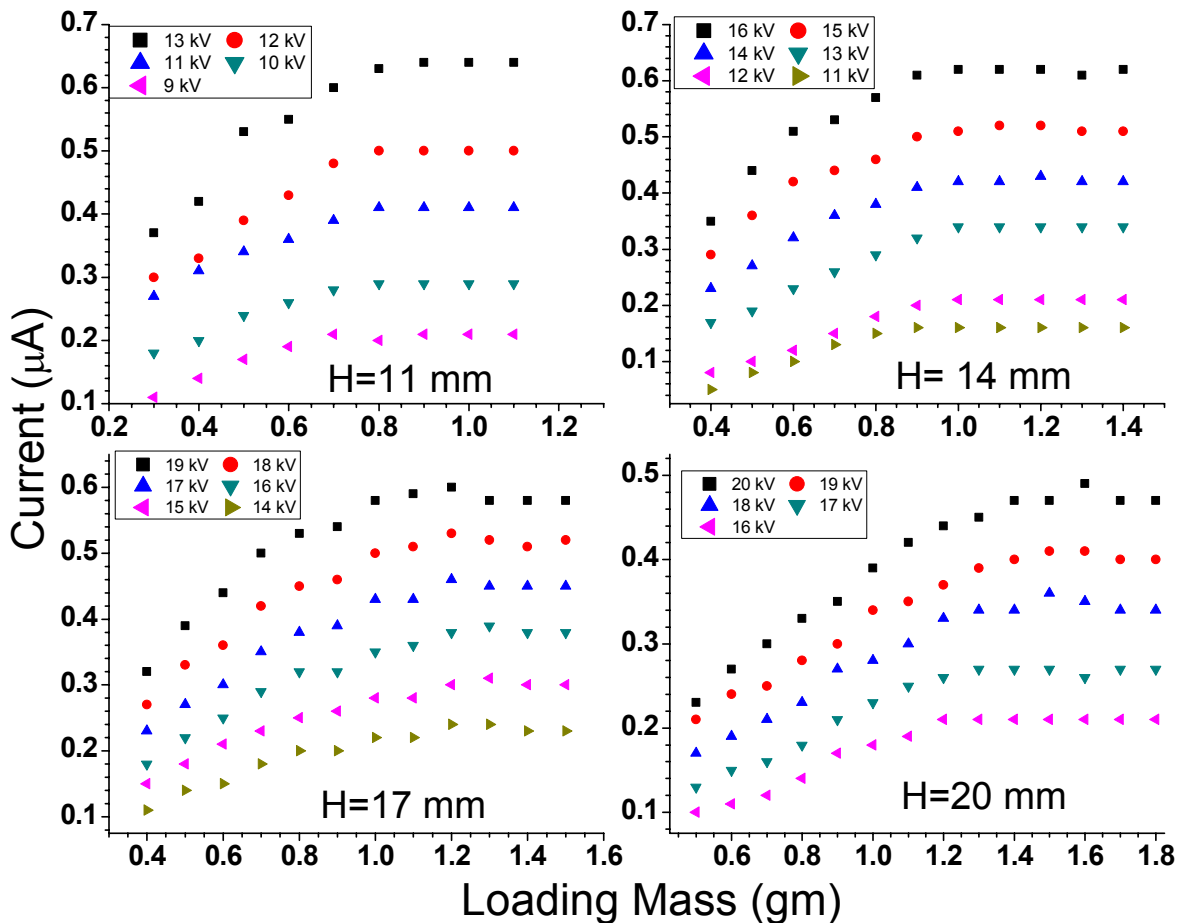 Current (μA)
0.7
0.6
0.5
0.4
0.3
0.2
0.1
13 kV 12 kV
11 kV 10 kV
9 kV
H=11 mm
0.2 0.4 0.6 0.8 1.0 1.2
0.7
0.6
0.5
0.4
0.3
0.2
0.1
16 kV 15 kV
14 kV 13 kV
12 kV 11 kV
H= 14 mm
0.4 0.6 0.8 1.0 1.2 1.4
0.6
0.5
0.4
0.3
0.2
0.1
19 kV 18 kV
17 kV 16 kV
15 kV 14 kV
H=17 mm
0.4 0.6 0.8 1.0 1.2 1.4 1.6
0.5
0.4
0.3
0.2
0.1
20 kV 19 kV
18 kV 17 kV
16 kV
H=20 mm
0.6 0.8 1.0 1.2 1.4 1.6 1.8
Loading Mass (gm)